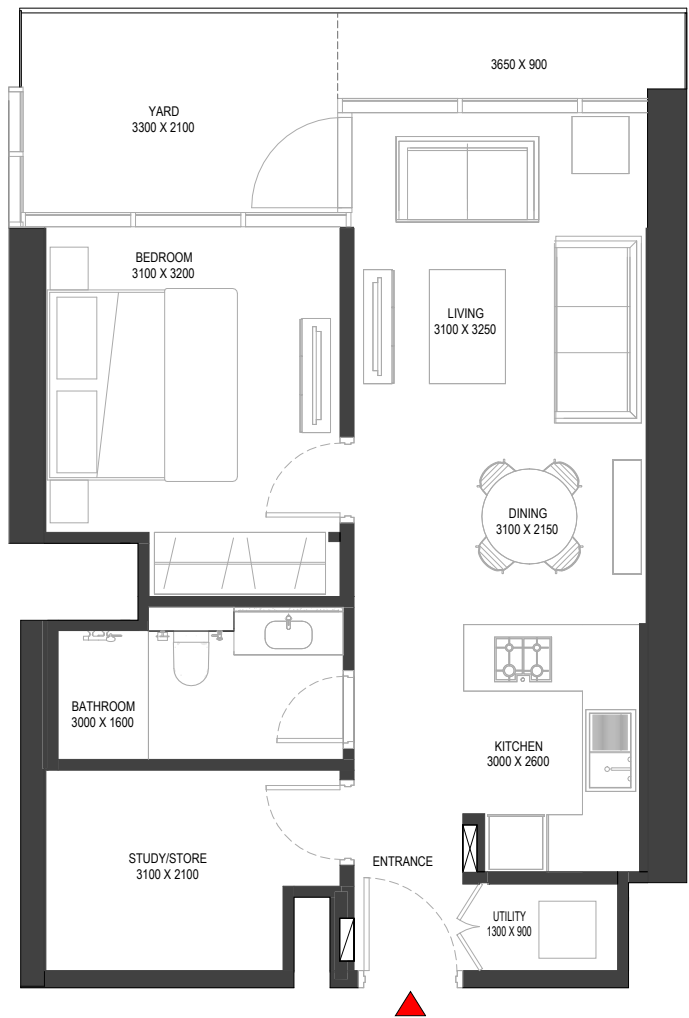 3650 X 900
YARD
3300 X 2100
BEDROOM
3100 X 3200
LIVING
3100 X 3250
DINING
3100 X 2150
BATHROOM
3000 X 1600
KITCHEN
3000 X 2600
STUDY/STORE
3100 X 2100
ENTRANCE
UTILITY
1300 X 900